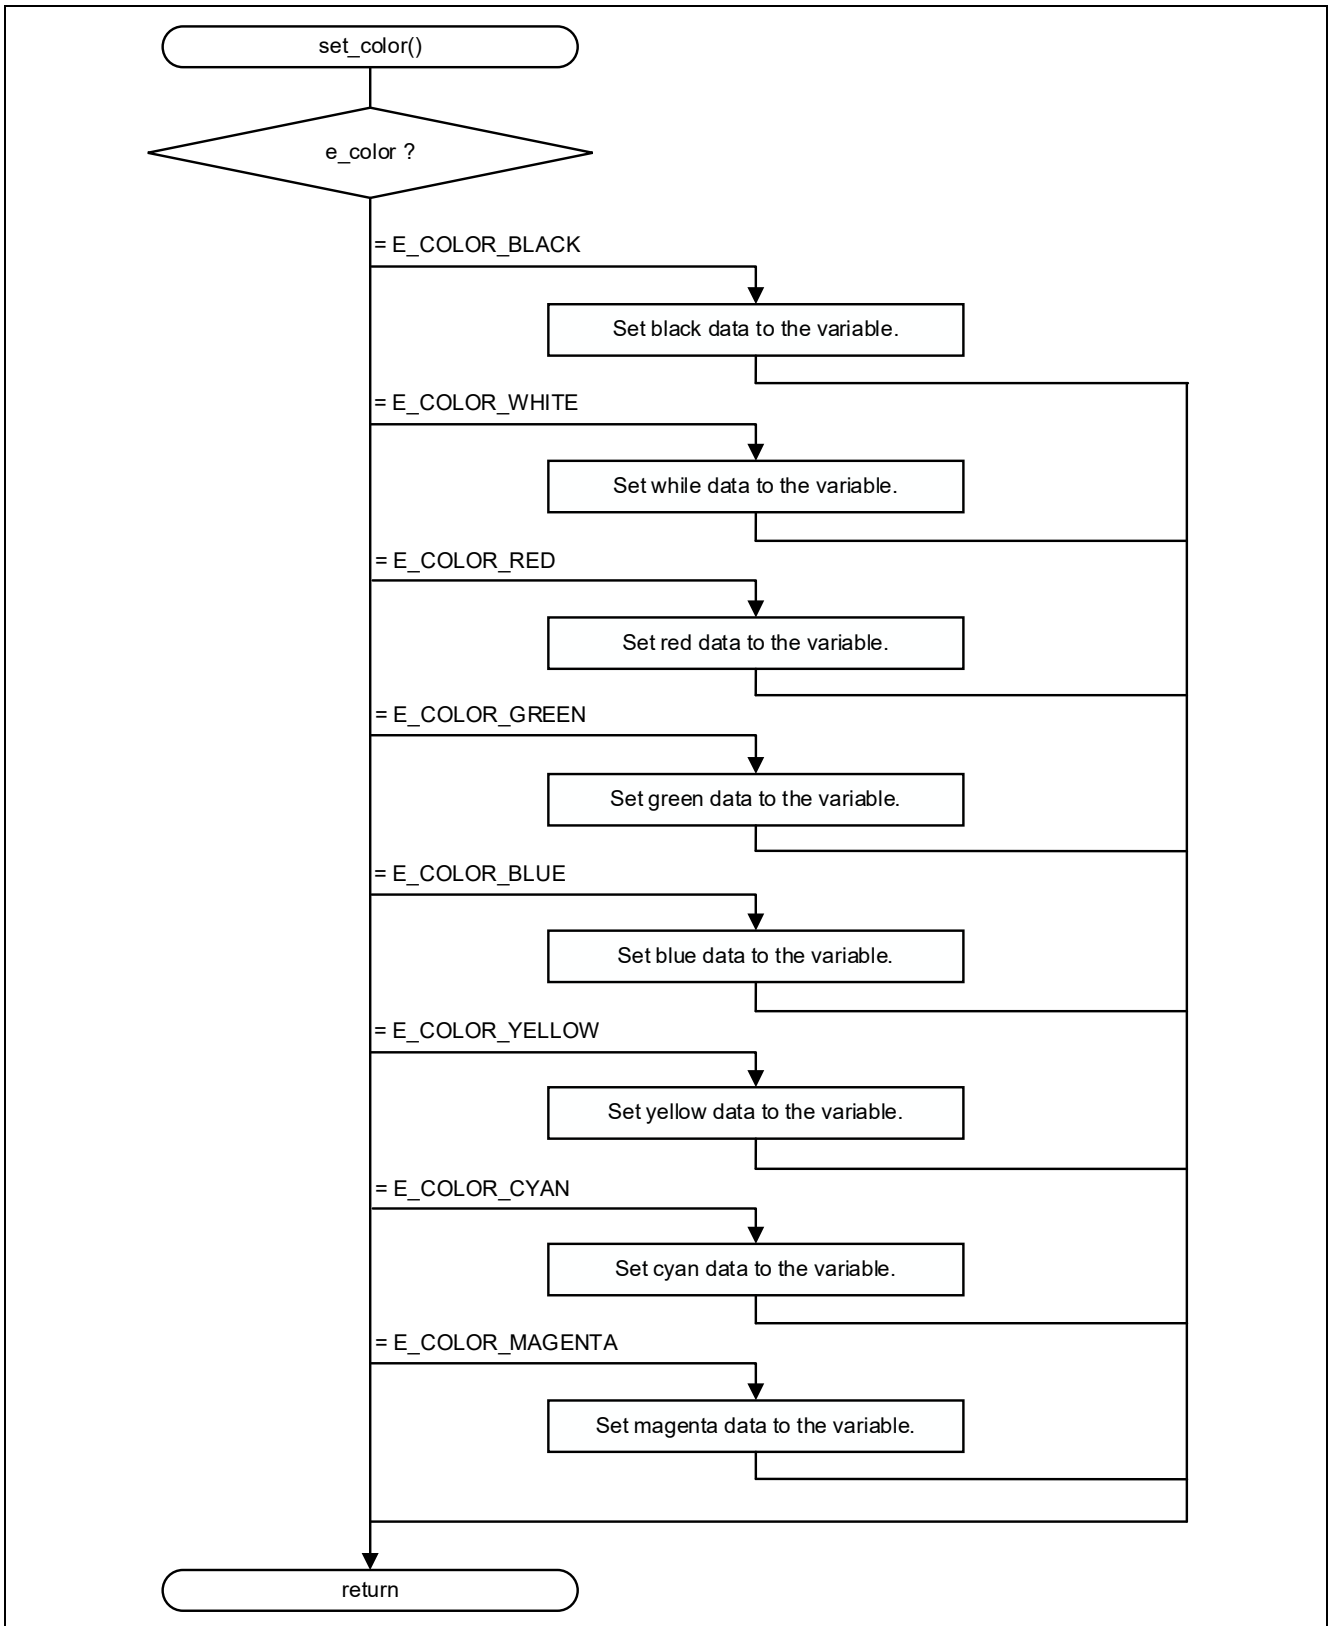 set_color()
e_color ?
= E_COLOR_BLACK
Set black data to the variable.
= E_COLOR_WHITE
Set while data to the variable.
= E_COLOR_RED
Set red data to the variable.
= E_COLOR_GREEN
Set green data to the variable.
= E_COLOR_BLUE
Set blue data to the variable.
= E_COLOR_YELLOW
Set yellow data to the variable.
= E_COLOR_CYAN
Set cyan data to the variable.
= E_COLOR_MAGENTA
Set magenta data to the variable.
return